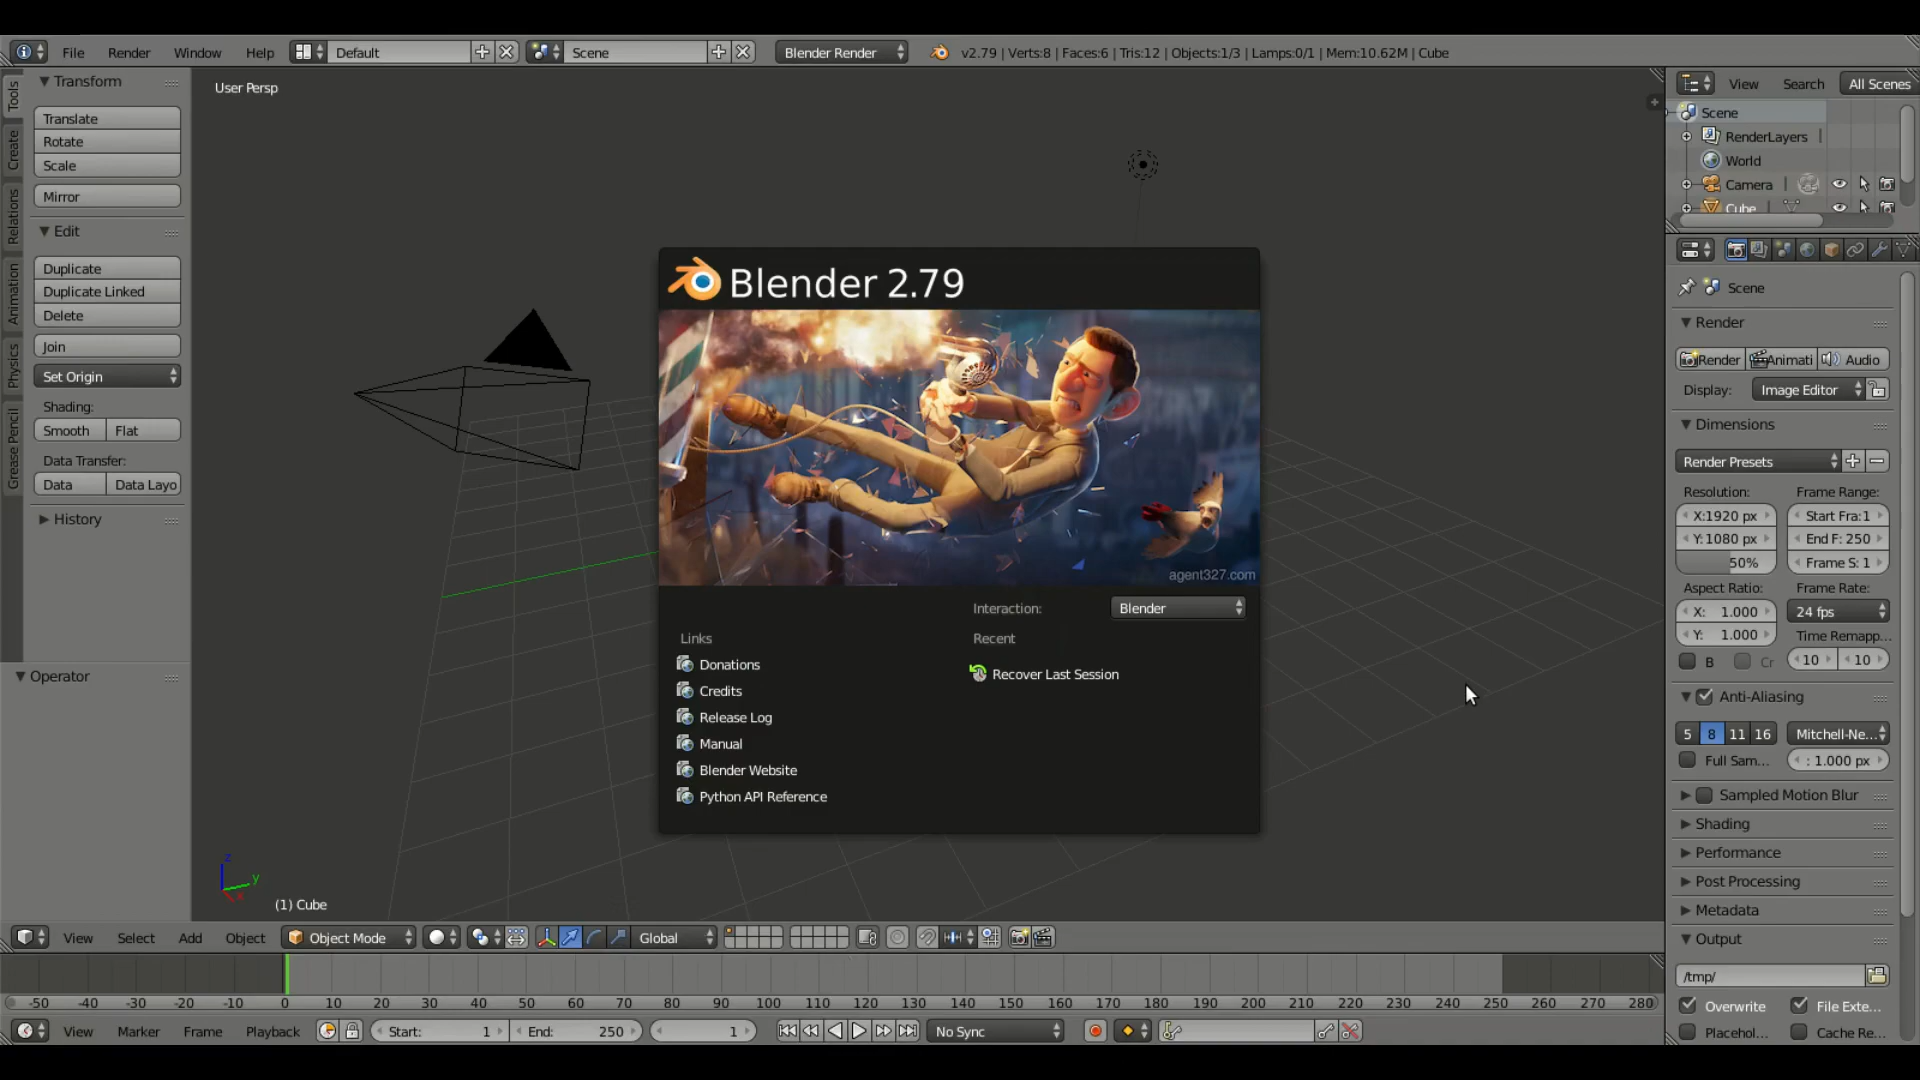 File Render Window Help Default Scene Blender Render v2.79 | Verts:8 | Faces:6 | Tris:12 | Objects:1/3 | Lamps:0/1 | Mem:10.62M | Cube
Tools
Create
Relations
Animation
Physics
Grease Pencil
Transform
Translate
Rotate
Scale
Mirror
Edit
Duplicate
Duplicate Linked
Delete
Join
Set Origin
Shading:
Smooth Flat
Data Transfer:
Data Data Layo
History
Operator
User Persp
Blender 2.79
agent327.com
Interaction: Blender
Links
Donations
Credits
Release Log
Manual
Blender Website
Python API Reference
Recent
Recover Last Session
z
y
x
(1) Cube
View Search All Scenes
Scene
RenderLayers
World
Camera
Cube
Scene
Render
Render Animati Audio
Display: Image Editor
Dimensions
Render Presets
Resolution: Frame Range:
X:1920 px Start Fra:1
Y:1080 px End F: 250
50% Frame S: 1
Aspect Ratio: Frame Rate:
X: 1.000 24 fps
Y: 1.000 Time Remapp...
B Cr 10 10
Anti-Aliasing
5 8 11 16 Mitchell-Ne...
Full Sam... : 1.000 px
Sampled Motion Blur
Shading
Performance
Post Processing
Metadata
Output
/tmp/
Overwrite File Exte...
Placehol... Cache Re...
View Select Add Object Object Mode Global
-50 -40 -30 -20 -10 0 10 20 30 40 50 60 70 80 90 100 110 120 130 140 150 160 170 180 190 200 210 220 230 240 250 260 270 280
View Marker Frame Playback Start: 1 End: 250 1 No Sync